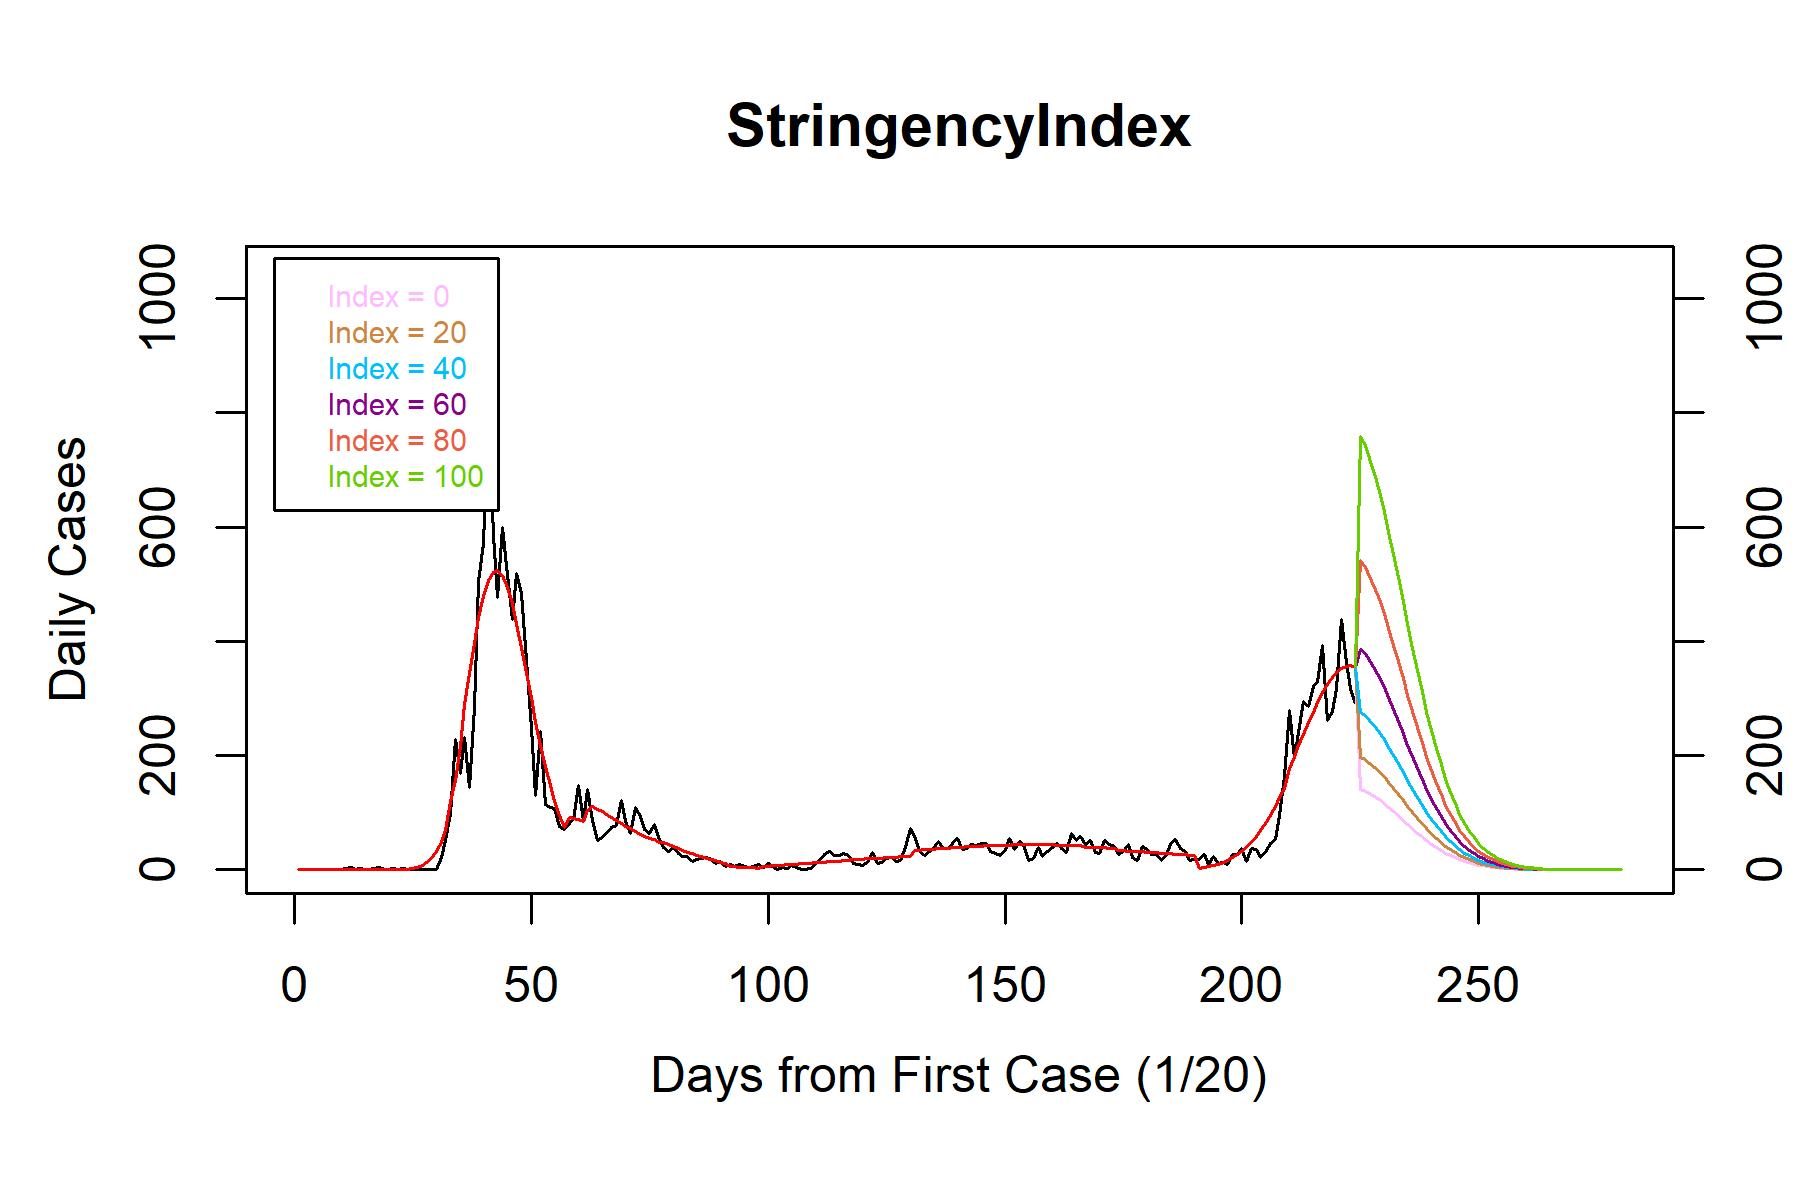 StringencyIndex
Index = 0
Index = 20
Index = 40
Index = 60
Index = 80
Index = 100
Daily Cases
1000
600
200
0
1000
600
200
0
0 50 100 150 200 250
Days from First Case (1/20)